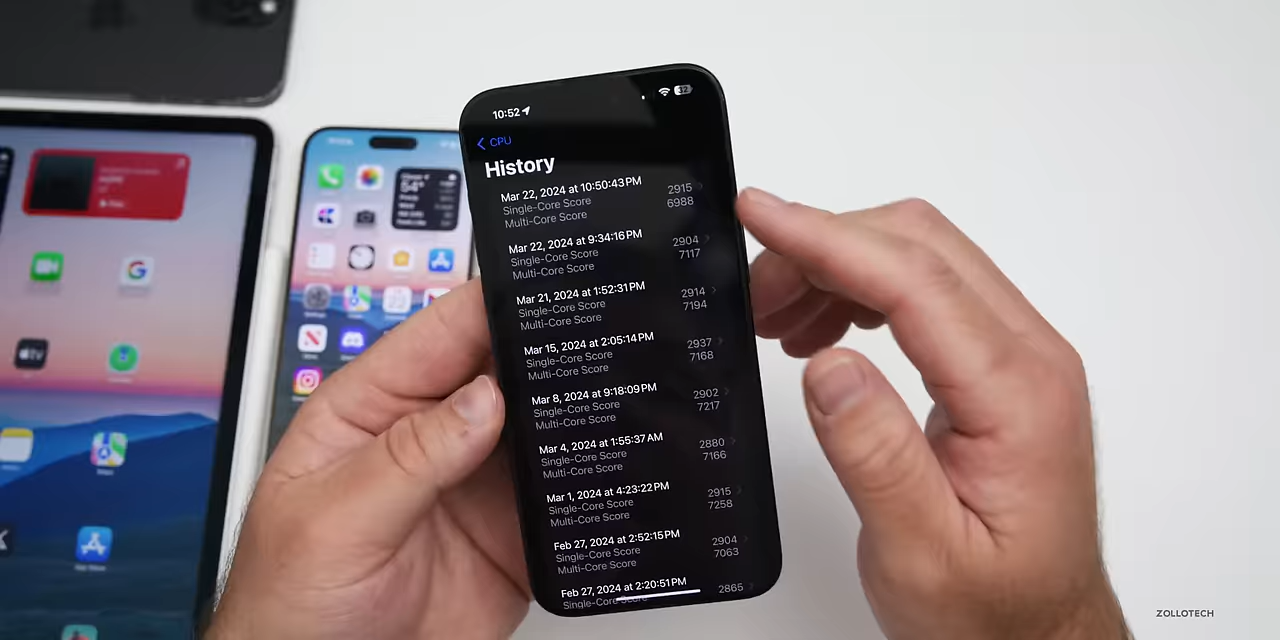 10:52
12
CPU
History
Mar 22, 2024 at 10:50:43 PM
Single-Core Score 2915
Multi-Core Score 6988
Mar 22, 2024 at 9:34:16 PM
Single-Core Score 2904
Multi-Core Score 7117
Mar 21, 2024 at 1:52:31 PM
Single-Core Score 2914
Multi-Core Score 7194
Mar 15, 2024 at 2:05:14 PM
Single-Core Score 2937
Multi-Core Score 7168
Mar 8, 2024 at 9:18:09 PM
Single-Core Score 2902
Multi-Core Score 7217
Mar 4, 2024 at 1:55:37 AM
Single-Core Score 2880
Multi-Core Score 7166
Mar 1, 2024 at 4:23:22 PM
Single-Core Score 2915
Multi-Core Score 7258
Feb 27, 2024 at 2:52:15 PM
Single-Core Score 2904
Multi-Core Score 7063
Feb 27, 2024 at 2:20:51 PM
Single-Core Score 2865
54°
ZOLLOTECH